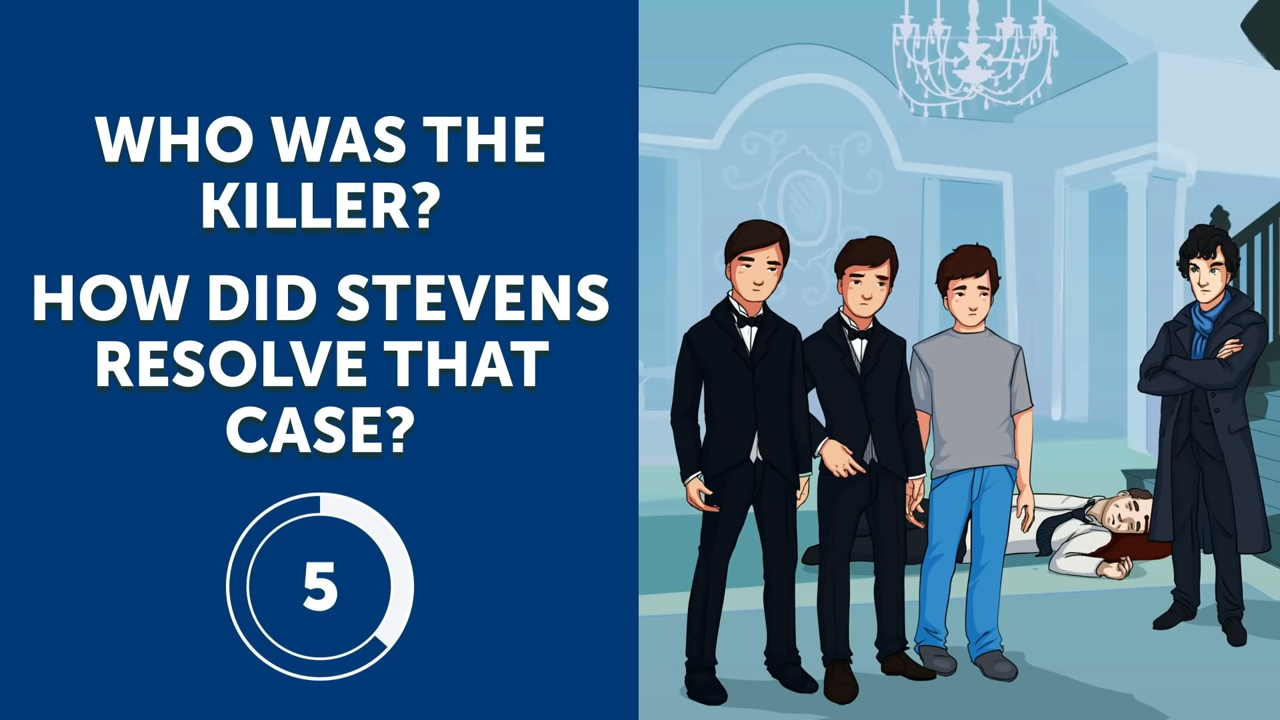 WHO WAS THE
KILLER?
HOW DID STEVENS
RESOLVE THAT
CASE?
5